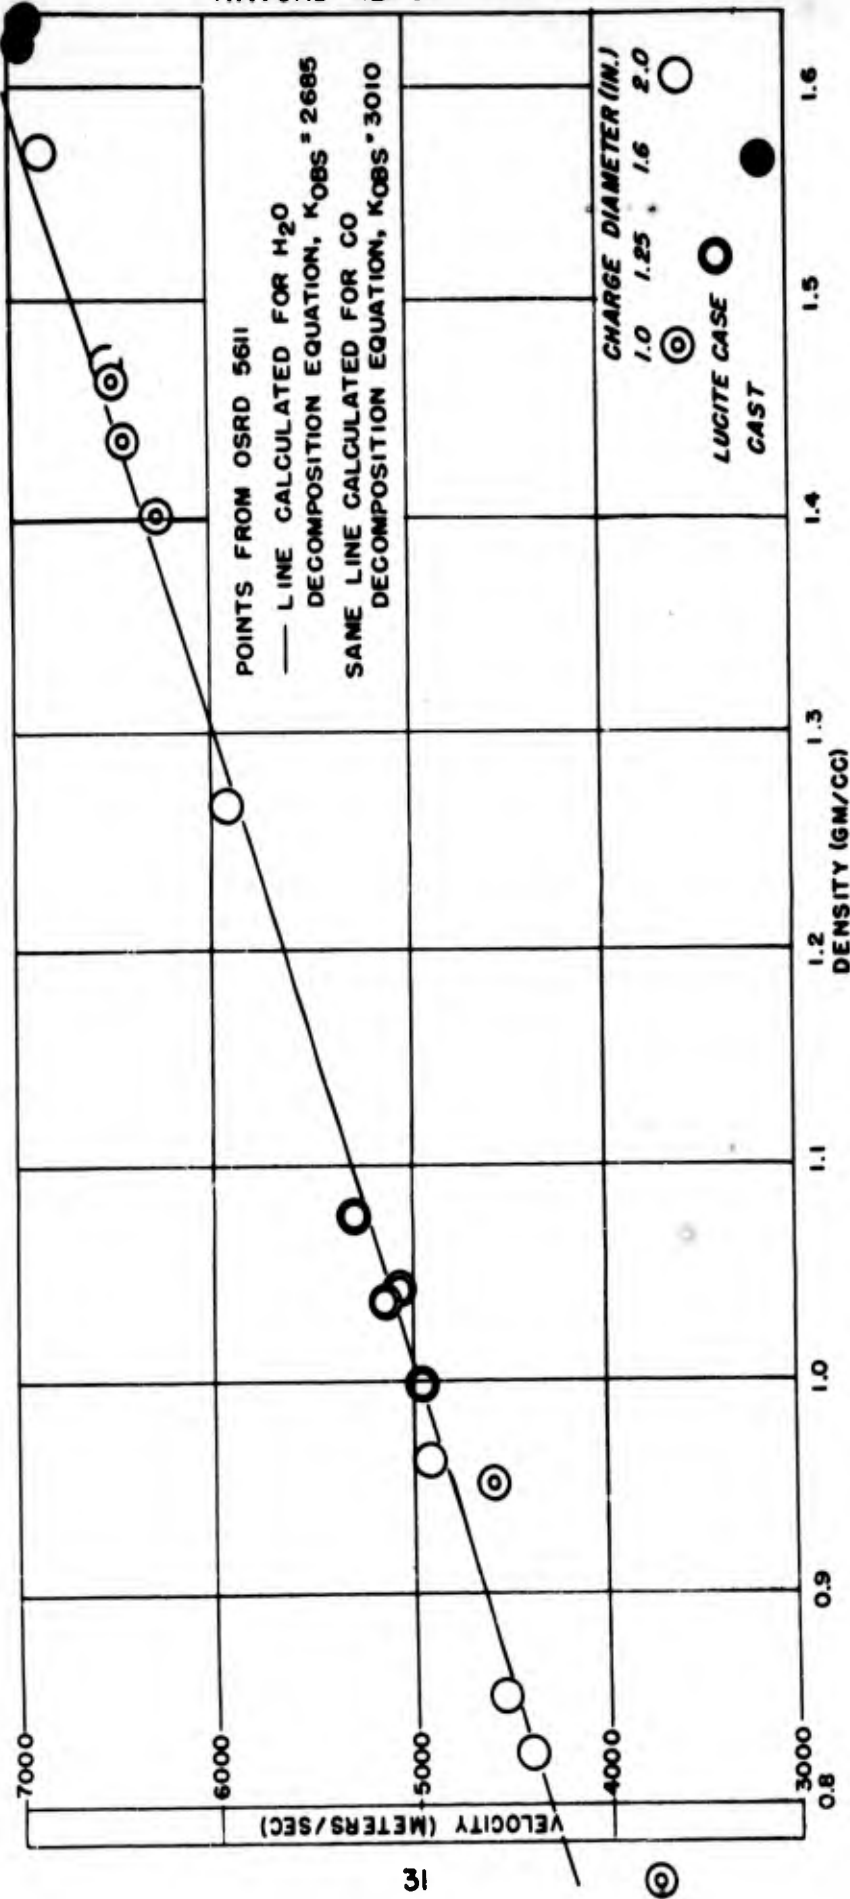 POINTS FROM OSRD 5611
— LINE CALCULATED FOR H2O
DECOMPOSITION EQUATION, KOBS = 2685
SAME LINE CALCULATED FOR CO
DECOMPOSITION EQUATION, KOBS = 3010
CHARGE DIAMETER (IN.)
1.0 1.25 1.6 2.0
LUCITE CASE
CAST
7000
6000
5000
4000
3000
VELOCITY (METERS/SEC)
0.8 0.9 1.0 1.1 1.2 1.3 1.4 1.5 1.6
DENSITY (GM/CC)
31